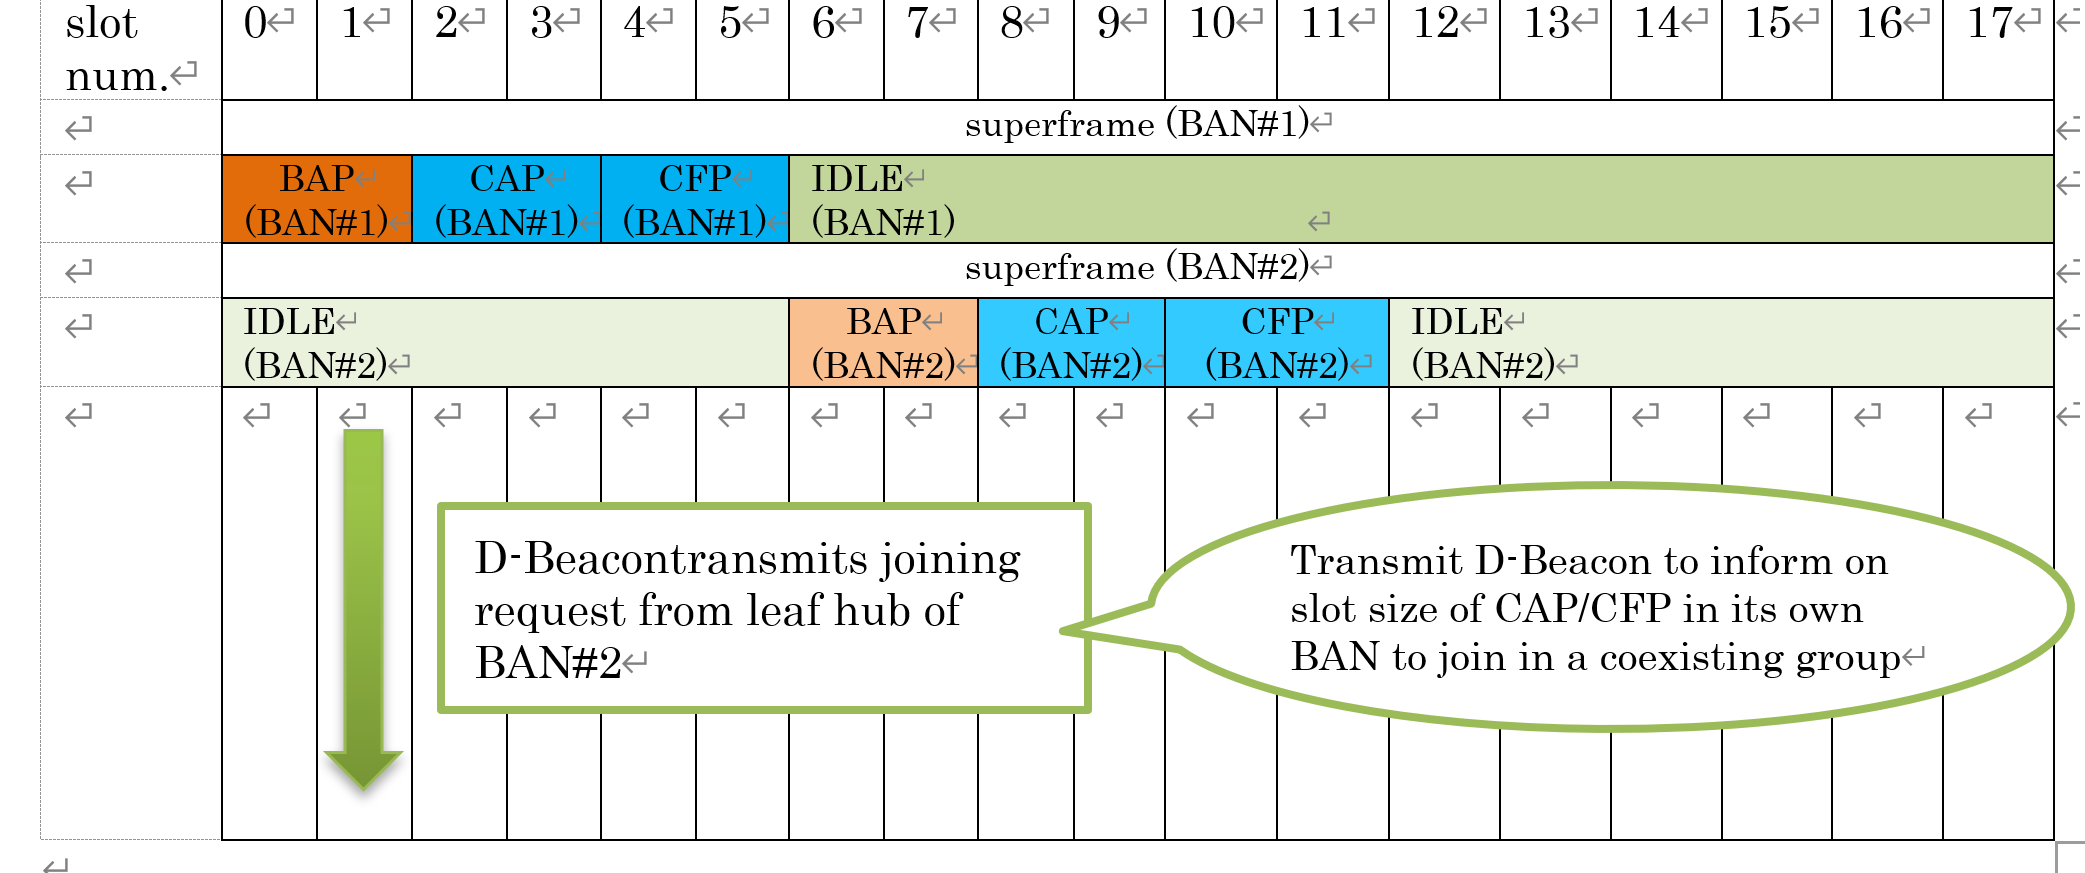 slot
num.
0 1 2 3 4 5 6 7 8 9 10 11 12 13 14 15 16 17
superframe (BAN#1)
BAP
(BAN#1)
CAP
(BAN#1)
CFP
(BAN#1)
IDLE
(BAN#1)
superframe (BAN#2)
IDLE
(BAN#2)
BAP
(BAN#2)
CAP
(BAN#2)
CFP
(BAN#2)
IDLE
(BAN#2)
D-Beacontransmits joining
request from leaf hub of
BAN#2
Transmit D-Beacon to inform on
slot size of CAP/CFP in its own
BAN to join in a coexisting group